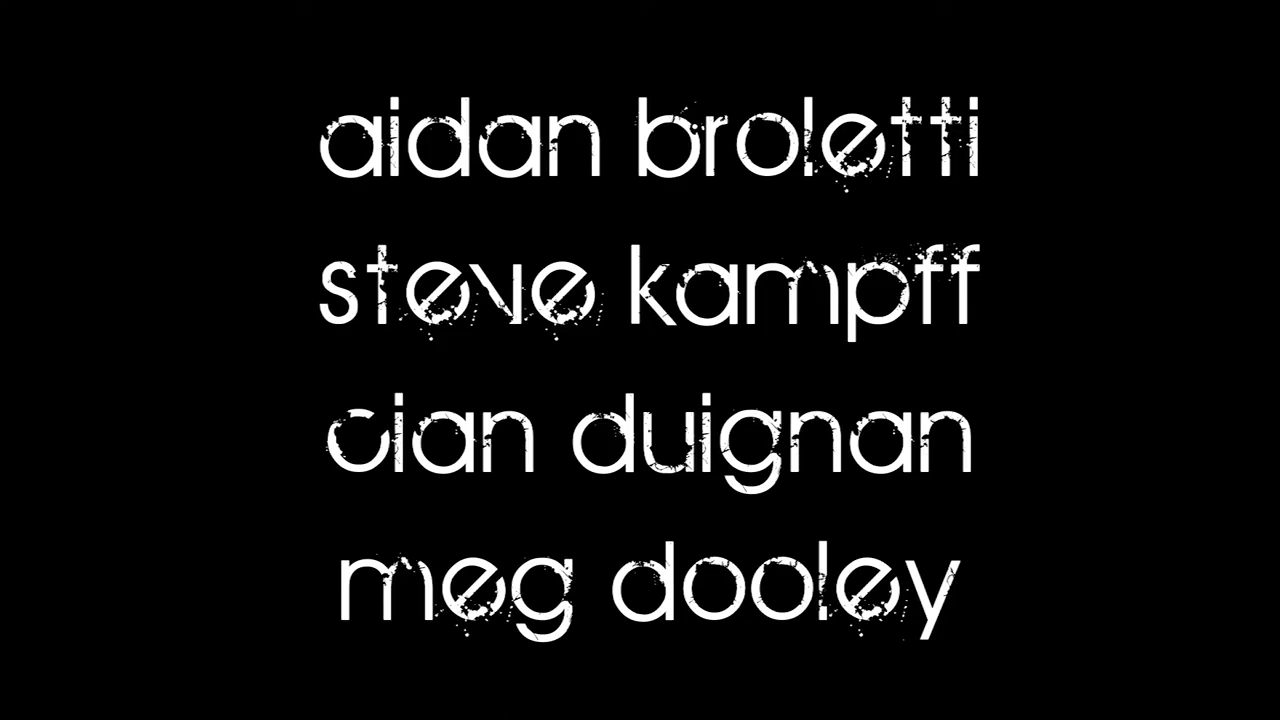 aidan broletti
steve kampff
cian duignan
meg dooley